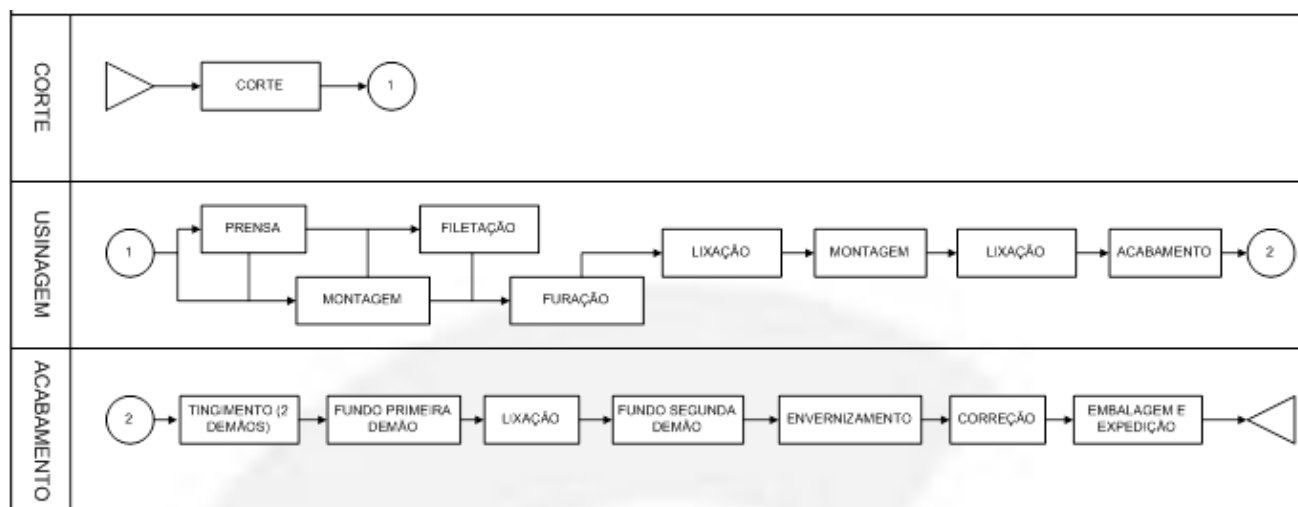 CORTE
CORTE
1
USINAGEM
1
PRENSA
FILETAÇÃO
MONTAGEM
FURAÇÃO
LIXAÇÃO
MONTAGEM
LIXAÇÃO
ACABAMENTO
2
ACABAMENTO
2
TINGIMENTO (2
DEMÃOS)
FUNDO PRIMEIRA
DEMÃO
LIXAÇÃO
FUNDO SEGUNDA
DEMÃO
ENVERNIZAMENTO
CORREÇÃO
EMBALAGEM E
EXPEDIÇÃO